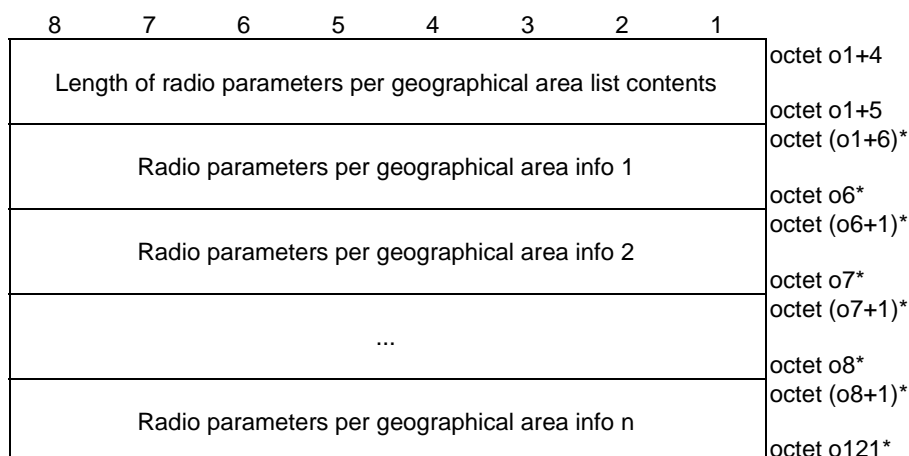 8 7 6 5 4 3 2 1
octet o1+4
Length of radio parameters per geographical area list contents
octet o1+5
octet (o1+6)*
Radio parameters per geographical area info 1
octet o6*
octet (o6+1)*
Radio parameters per geographical area info 2
octet o7*
octet (o7+1)*
...
octet o8*
octet (o8+1)*
Radio parameters per geographical area info n
octet o121*